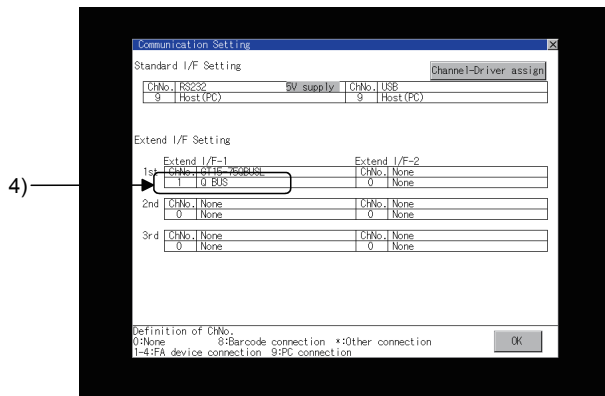 Communication Setting
Standard I/F Setting
Channel-Driver assign
ChNo. RS232 5V supply ChNo. USB
9 Host(PC) 9 Host(PC)
Extend I/F Setting
Extend I/F-1 Extend I/F-2
1st ChNo. GT15-75QBUSL ChNo. None
1 Q BUS 0 None
4)
2nd ChNo. None ChNo. None
0 None 0 None
3rd ChNo. None ChNo. None
0 None 0 None
Definition of ChNo.
0:None 8:Barcode connection *:Other connection
1-4:FA device connection 9:PC connection
OK